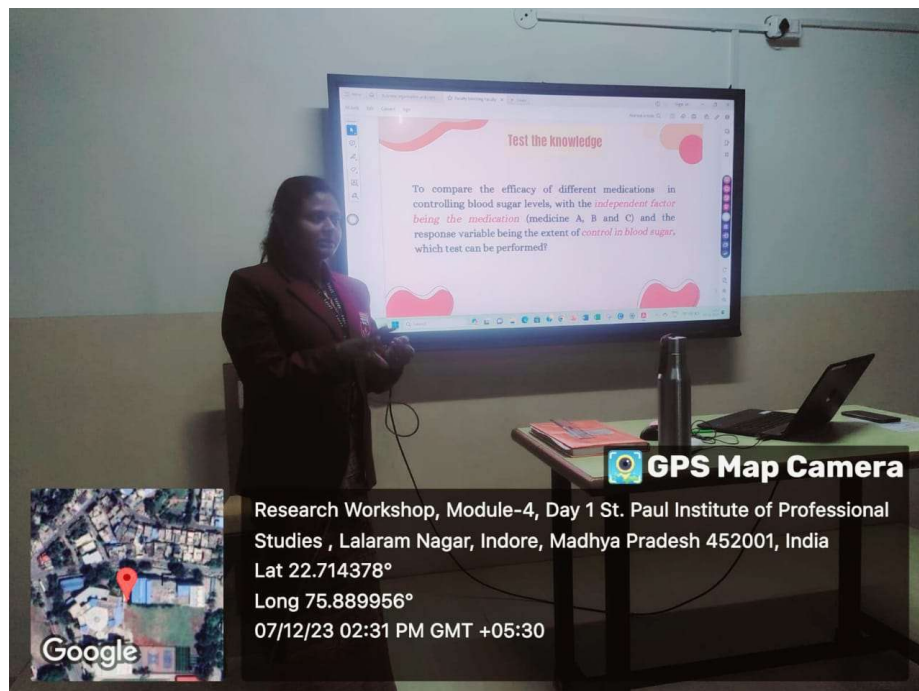 Test the knowledge
To compare the efficacy of different medications in
controlling blood sugar levels, with the independent factor
being the medication (medicine A, B and C) and the
response variable being the extent of control in blood sugar,
which test can be performed?
GPS Map Camera
Research Workshop, Module-4, Day 1 St. Paul Institute of Professional
Studies , Lalaram Nagar, Indore, Madhya Pradesh 452001, India
Lat 22.714378°
Long 75.889956°
07/12/23 02:31 PM GMT +05:30
Google